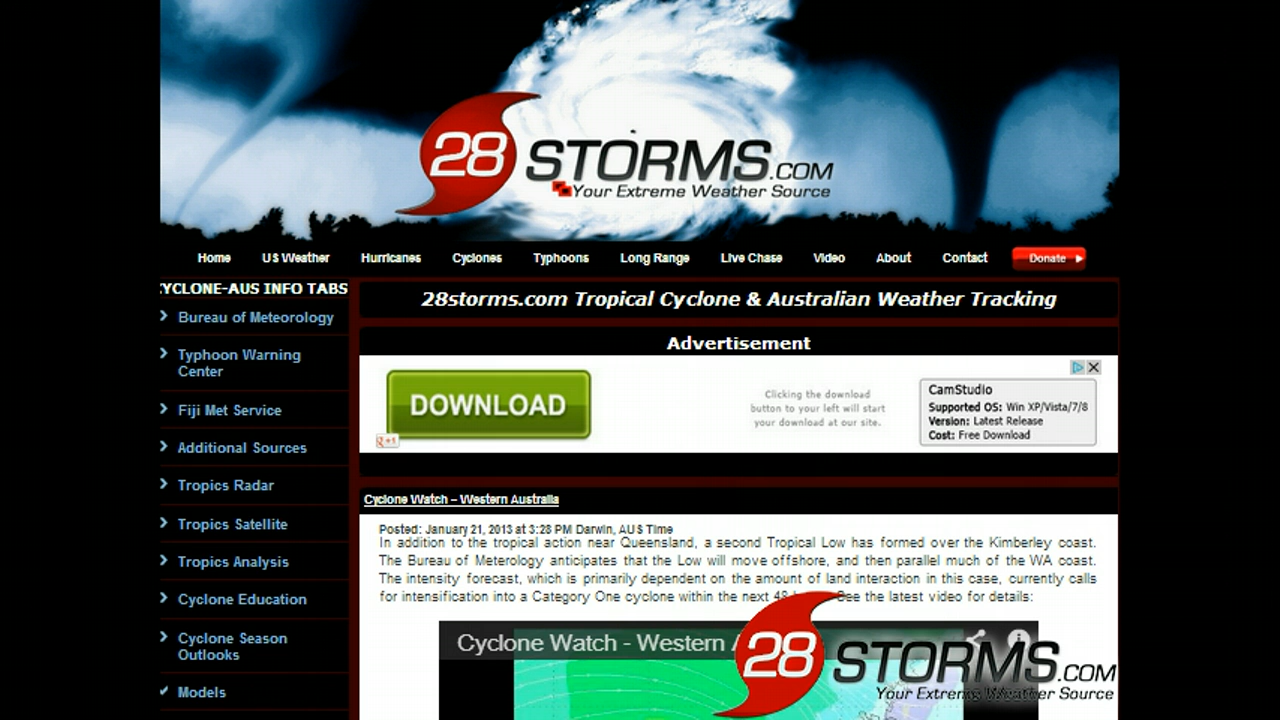 28 STORMS.COM
Your Extreme Weather Source
Home US Weather Hurricanes Cyclones Typhoons Long Range Live Chase Video About Contact Donate
CYCLONE-AUS INFO TABS
Bureau of Meteorology
Typhoon Warning
Center
Fiji Met Service
Additional Sources
Tropics Radar
Tropics Satellite
Tropics Analysis
Cyclone Education
Cyclone Season
Outlooks
Models
28storms.com Tropical Cyclone & Australian Weather Tracking
Advertisement
DOWNLOAD
+1
Clicking the download
button to your left will start
your download at our site.
CamStudio
Supported OS: Win XP/Vista/7/8
Version: Latest Release
Cost: Free Download
Cyclone Watch – Western Australia
Posted: January 21, 2013 at 3:28 PM Darwin, AUS Time
In addition to the tropical action near Queensland, a second Tropical Low has formed over the Kimberley coast.
The Bureau of Meterology anticipates that the Low will move offshore, and then parallel much of the WA coast.
The intensity forecast, which is primarily dependent on the amount of land interaction in this case, currently calls
for intensification into a Category One cyclone within the next 48 See the latest video for details:
Cyclone Watch - Western
28 STORMS.COM
Your Extreme Weather Source